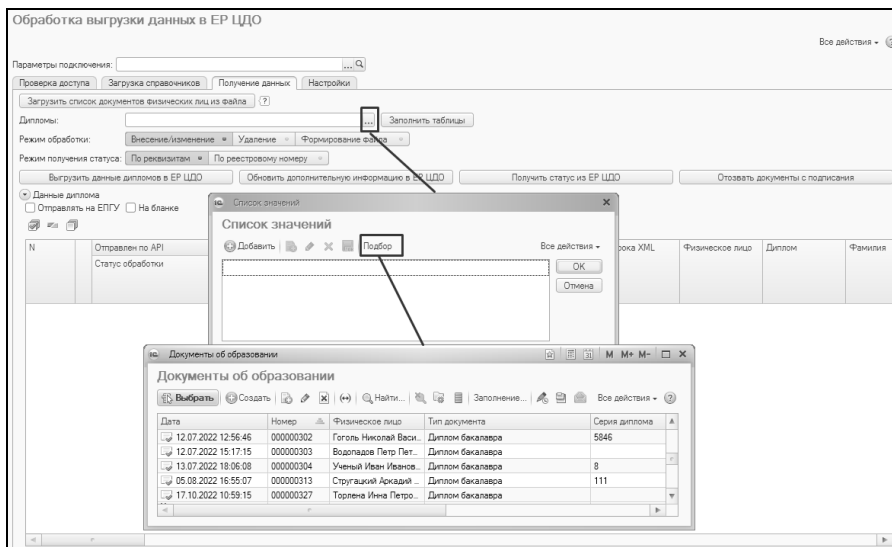 Обработка выгрузки данных в ЕР ЦДО
Все действия
Параметры подключения:
Проверка доступа Загрузка справочников Получение данных Настройки
Загрузить список документов физических лиц из файла ?
Дипломы: ... Заполнить таблицы
Режим обработки: Внесение/изменение Удаление Формирование файла
Режим получения статуса: По реквизитам По реестровому номеру
Выгрузить данные дипломов в ЕР ЦДО Обновить дополнительную информацию в ЕР ЦДО Получить статус из ЕР ЦДО Отозвать документы с подписания
Данные диплома
Отправлять на ЕПГУ На бланке
N Отправлен по API XML Физическое лицо Диплом Фамилия
Статус обработки
Список значений
Список значений
Добавить Подбор Все действия
OK
Отмена
Документы об образовании M M+ M-
Документы об образовании
Выбрать Создать Найти... Заполнение... Все действия
Дата Номер Физическое лицо Тип документа Серия диплома
12.07.2022 12:56:46 000000302 Гоголь Николай Васи... Диплом бакалавра 5846
12.07.2022 15:17:15 000000303 Водопадов Петр Пет... Диплом бакалавра
13.07.2022 18:06:08 000000304 Ученый Иван Иванов... Диплом бакалавра 8
05.08.2022 16:55:07 000000313 Стругацкий Аркадий ... Диплом бакалавра 111
17.10.2022 10:59:15 000000327 Торлена Инна Петро... Диплом бакалавра